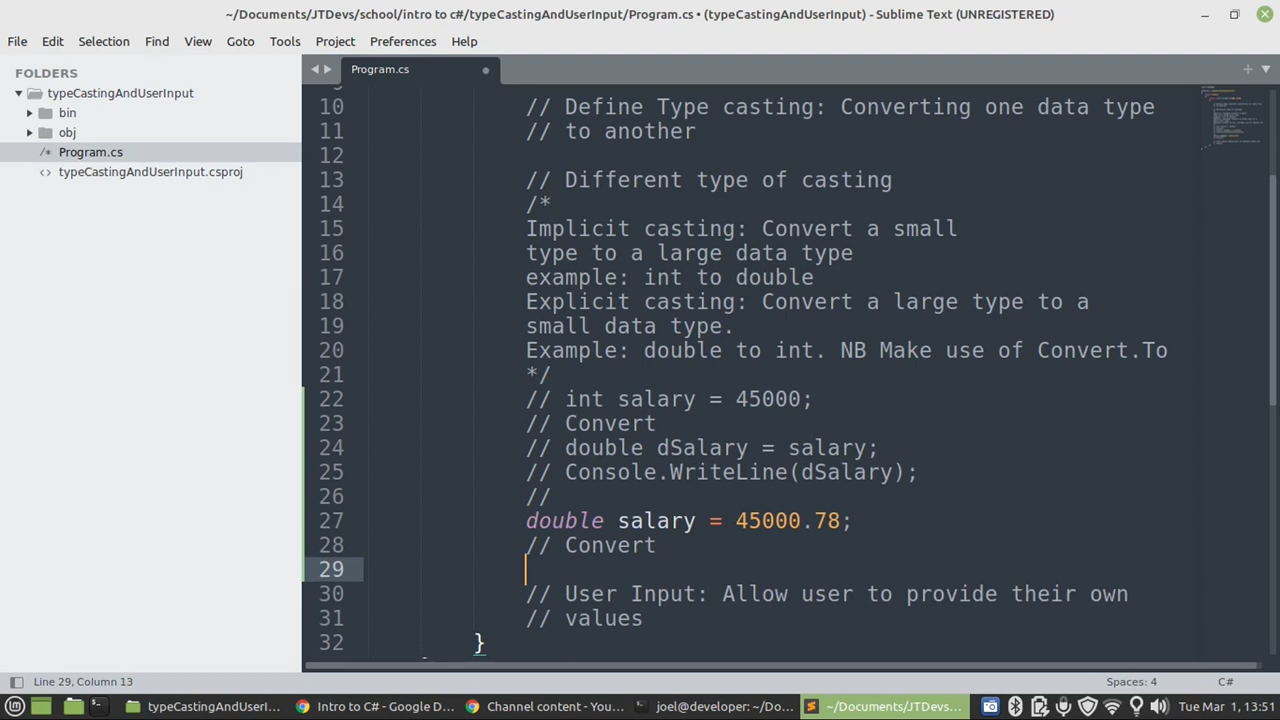 ~/Documents/JTDevs/school/intro to c#/typeCastingAndUserInput/Program.cs • (typeCastingAndUserInput) - Sublime Text (UNREGISTERED)
File Edit Selection Find View Goto Tools Project Preferences Help
FOLDERS
typeCastingAndUserInput
bin
obj
/* Program.cs
<> typeCastingAndUserInput.csproj
Program.cs
10 // Define Type casting: Converting one data type
11 // to another
12
13 // Different type of casting
14 /*
15 Implicit casting: Convert a small
16 type to a large data type
17 example: int to double
18 Explicit casting: Convert a large type to a
19 small data type.
20 Example: double to int. NB Make use of Convert.To
21 */
22 // int salary = 45000;
23 // Convert
24 // double dSalary = salary;
25 // Console.WriteLine(dSalary);
26 //
27 double salary = 45000.78;
28 // Convert
29
30 // User Input: Allow user to provide their own
31 // values
32 }
Line 29, Column 13 Spaces: 4 C#
typeCastingAndUserI... Intro to C# - Google D... Channel content - You... joel@developer: ~/Do... ~/Documents/JTDevs/... Tue Mar 1, 13:51